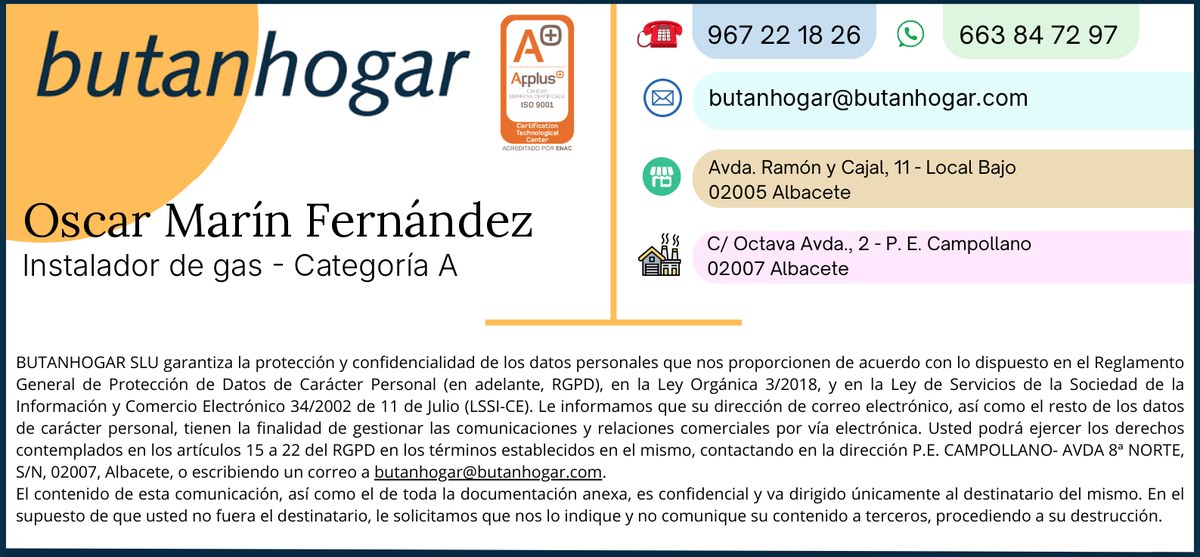 butanhogar
A+
Applus+
CALIDAD
EMPRESA CERTIFICADA
ISO 9001
Certification
Technological
Center
ACREDITADO POR ENAC
Oscar Marín Fernández
Instalador de gas - Categoría A
967 22 18 26
663 84 72 97
butanhogar@butanhogar.com
Avda. Ramón y Cajal, 11 - Local Bajo
02005 Albacete
C/ Octava Avda., 2 - P. E. Campollano
02007 Albacete
BUTANHOGAR SLU garantiza la protección y confidencialidad de los datos personales que nos proporcionen de acuerdo con lo dispuesto en el Reglamento
General de Protección de Datos de Carácter Personal (en adelante, RGPD), en la Ley Orgánica 3/2018, y en la Ley de Servicios de la Sociedad de la
Información y Comercio Electrónico 34/2002 de 11 de Julio (LSSI-CE). Le informamos que su dirección de correo electrónico, así como el resto de los datos
de carácter personal, tienen la finalidad de gestionar las comunicaciones y relaciones comerciales por vía electrónica. Usted podrá ejercer los derechos
contemplados en los artículos 15 a 22 del RGPD en los términos establecidos en el mismo, contactando en la dirección P.E. CAMPOLLANO- AVDA 8ª NORTE,
S/N, 02007, Albacete, o escribiendo un correo a butanhogar@butanhogar.com.
El contenido de esta comunicación, así como el de toda la documentación anexa, es confidencial y va dirigido únicamente al destinatario del mismo. En el
supuesto de que usted no fuera el destinatario, le solicitamos que nos lo indique y no comunique su contenido a terceros, procediendo a su destrucción.